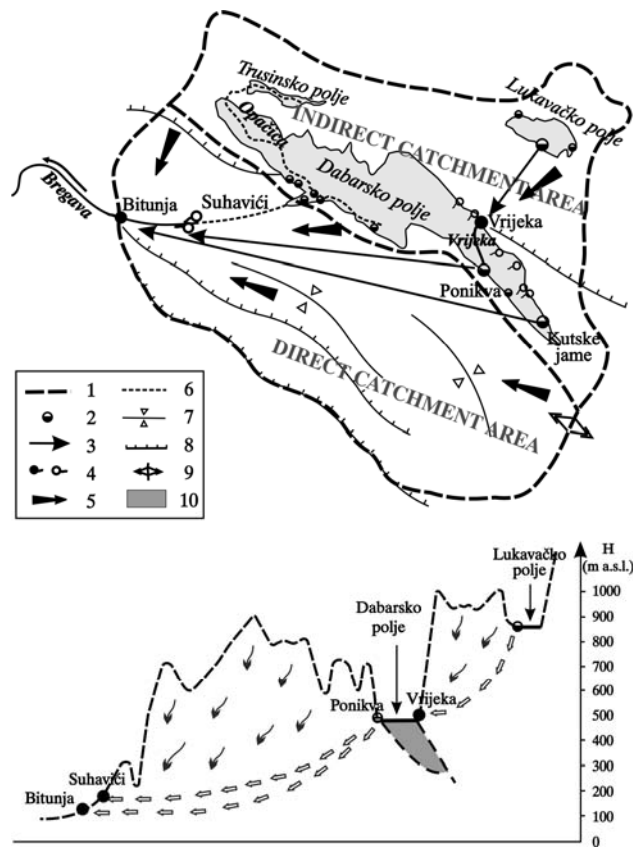 Trusinsko polje
Lukavačko polje
Opačica
INDIRECT CATCHMENT AREA
Dabarsko polje
Bregava
Bitunja
Suhavići
Vrijeka
Vrijeka
Ponikva
Kutske
jame
DIRECT CATCHMENT AREA
1
2
3
4
5
6
7
8
9
10
H
(m a.s.l.)
Lukavačko
polje
Dabarsko
polje
Ponikva
Vrijeka
Suhavići
Bitunja
1000
900
800
700
600
500
400
300
200
100
0